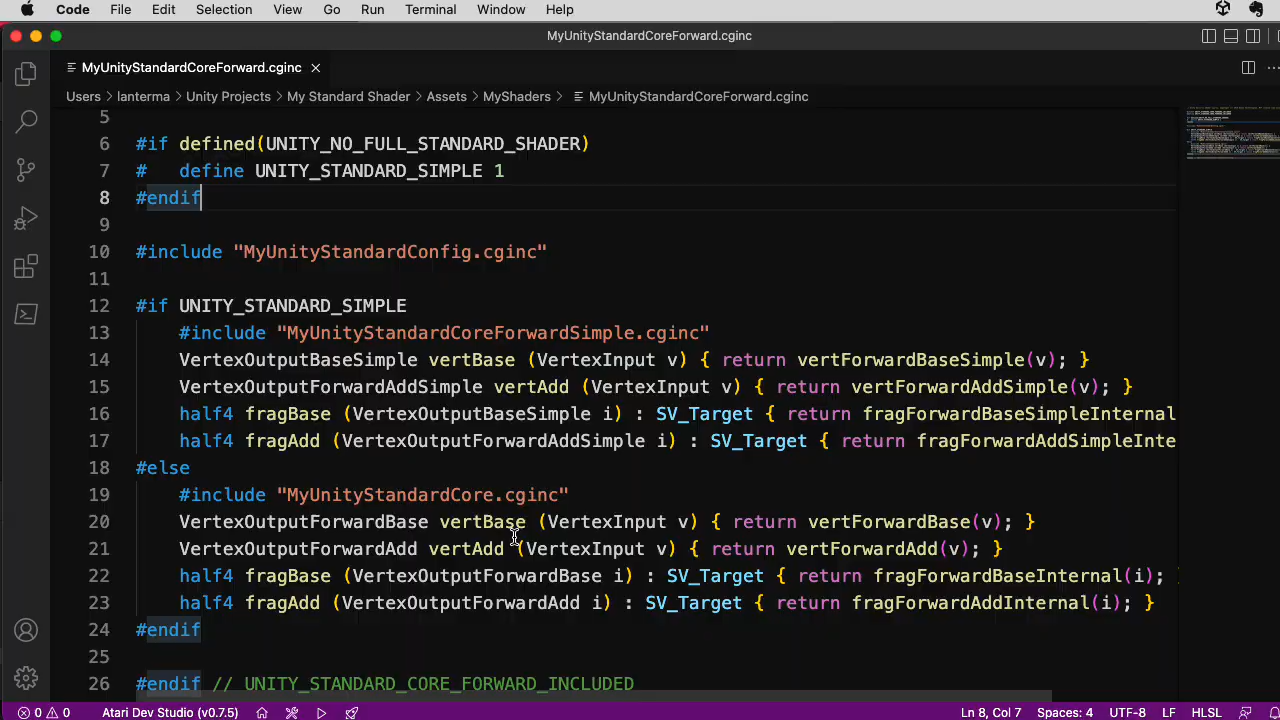 Code File Edit Selection View Go Run Terminal Window Help
MyUnityStandardCoreForward.cginc
MyUnityStandardCoreForward.cginc
Users > lanterma > Unity Projects > My Standard Shader > Assets > MyShaders > MyUnityStandardCoreForward.cginc
5
6 #if defined(UNITY_NO_FULL_STANDARD_SHADER)
7 #   define UNITY_STANDARD_SIMPLE 1
8 #endif
9
10 #include "MyUnityStandardConfig.cginc"
11
12 #if UNITY_STANDARD_SIMPLE
13     #include "MyUnityStandardCoreForwardSimple.cginc"
14     VertexOutputBaseSimple vertBase (VertexInput v) { return vertForwardBaseSimple(v); }
15     VertexOutputForwardAddSimple vertAdd (VertexInput v) { return vertForwardAddSimple(v); }
16     half4 fragBase (VertexOutputBaseSimple i) : SV_Target { return fragForwardBaseSimpleInternal
17     half4 fragAdd (VertexOutputForwardAddSimple i) : SV_Target { return fragForwardAddSimpleInte
18 #else
19     #include "MyUnityStandardCore.cginc"
20     VertexOutputForwardBase vertBase (VertexInput v) { return vertForwardBase(v); }
21     VertexOutputForwardAdd vertAdd (VertexInput v) { return vertForwardAdd(v); }
22     half4 fragBase (VertexOutputForwardBase i) : SV_Target { return fragForwardBaseInternal(i);
23     half4 fragAdd (VertexOutputForwardAdd i) : SV_Target { return fragForwardAddInternal(i); }
24 #endif
25
26 #endif // UNITY_STANDARD_CORE_FORWARD_INCLUDED
0 0 Atari Dev Studio (v0.7.5) Ln 8, Col 7 Spaces: 4 UTF-8 LF HLSL